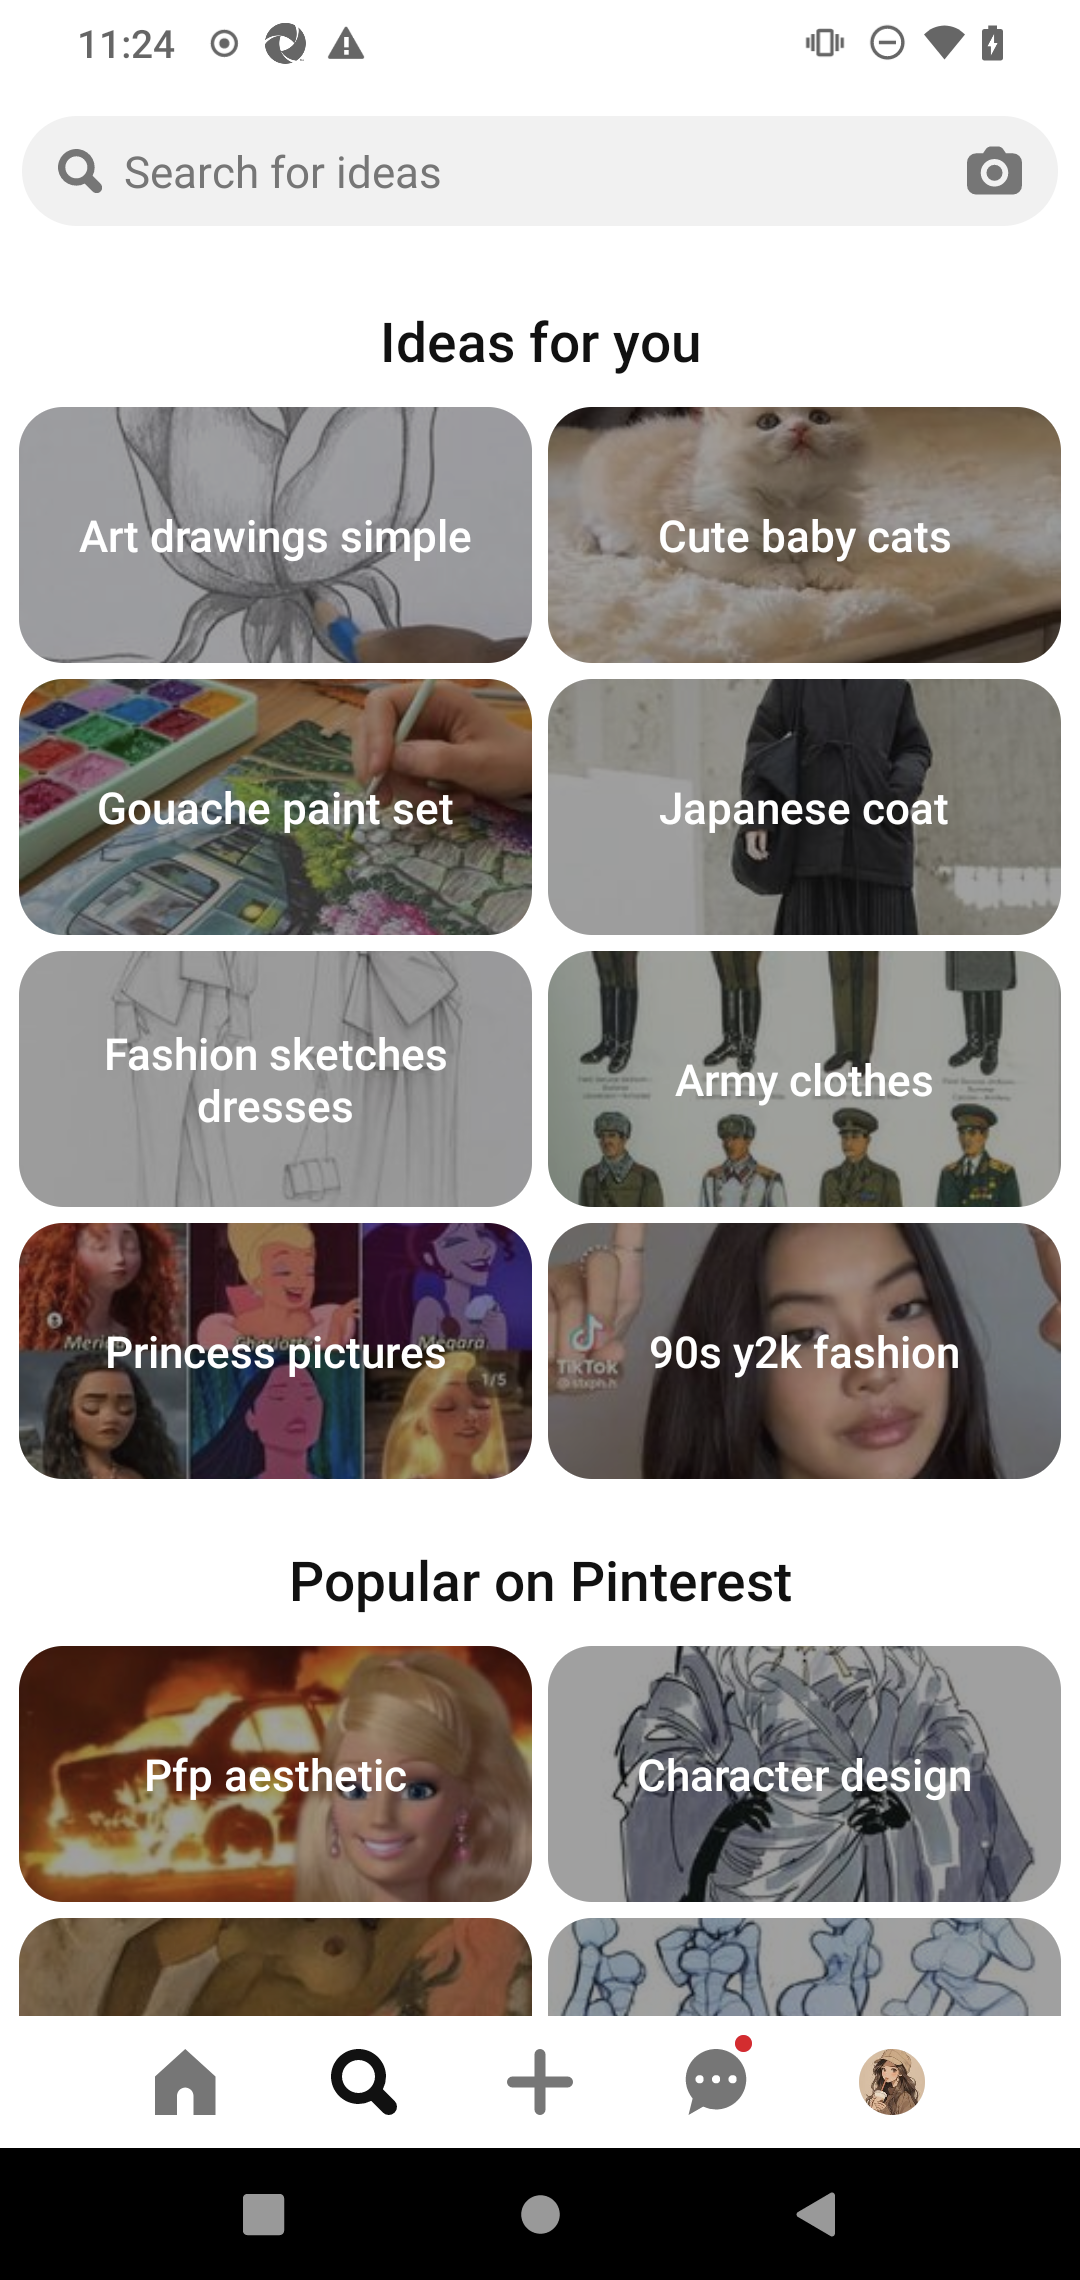 11:24
Search for ideas
Ideas for you
Art drawings simple
Cute baby cats
Gouache paint set
Japanese coat
Fashion sketches
dresses
Army clothes
Princess pictures
Charlotte
Megara
1/5
90s y2k fashion
TikTok
Popular on Pinterest
Pfp aesthetic
Character design